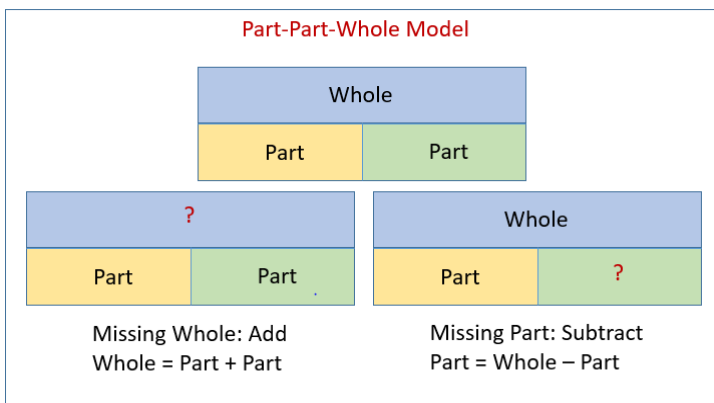 Part-Part-Whole Model
Whole
Part Part
? Whole
Part Part Part ?
Missing Whole: Add Missing Part: Subtract
Whole = Part + Part Part = Whole – Part